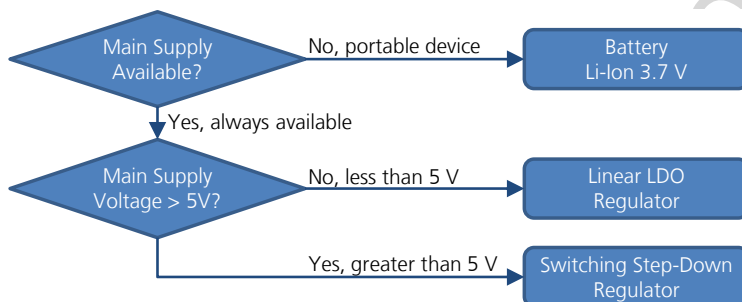 Main Supply
Available?
No, portable device
Battery
Li-Ion 3.7 V
Yes, always available
Main Supply
Voltage > 5V?
No, less than 5 V
Linear LDO
Regulator
Yes, greater than 5 V
Switching Step-Down
Regulator